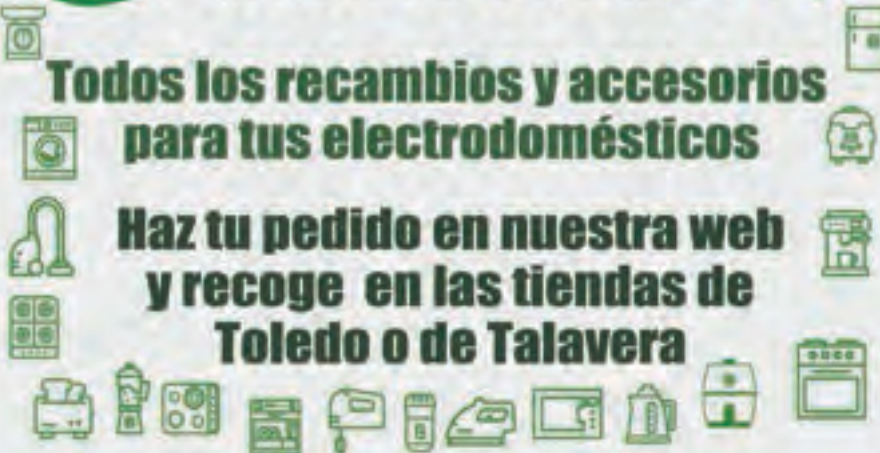 Todos los recambios y accesorios
para tus electrodomésticos
Haz tu pedido en nuestra web
y recoge en las tiendas de
Toledo o de Talavera